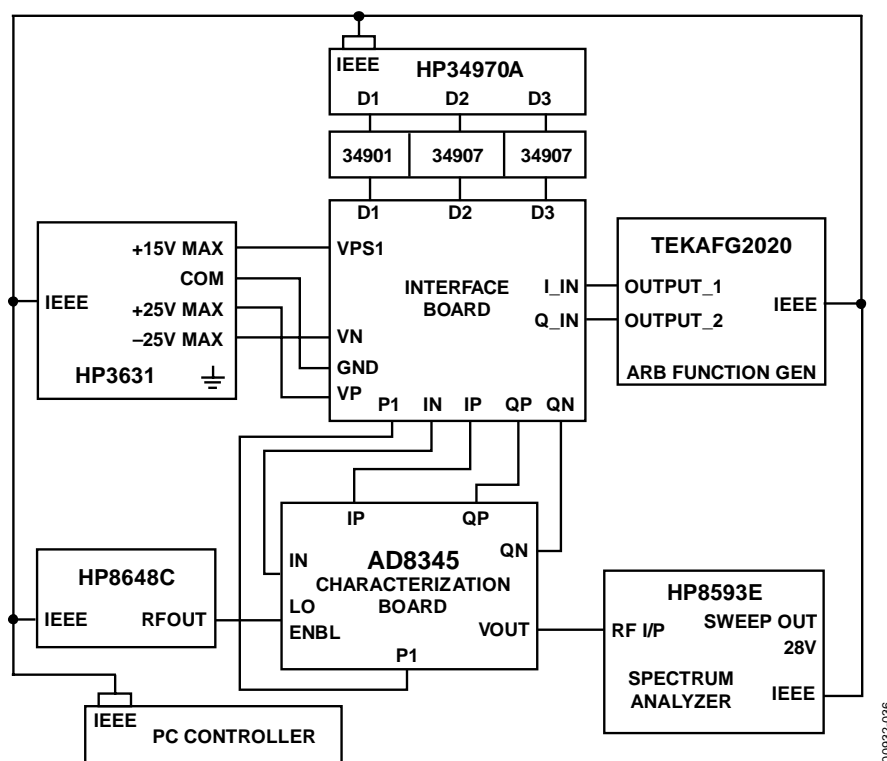 IEEE
HP34970A
D1 D2 D3
34901 34907 34907
D1 D2 D3
+15V MAX
COM
+25V MAX
–25V MAX
IEEE
HP3631
VPS1
VN
GND
VP
INTERFACE
BOARD
I_IN
Q_IN
P1 IN IP QP QN
TEKAFG2020
OUTPUT_1
OUTPUT_2
IEEE
ARB FUNCTION GEN
IP QP
IN
QN
AD8345
CHARACTERIZATION
BOARD
LO
ENBL
VOUT
P1
HP8648C
IEEE RFOUT
HP8593E
RF I/P
SWEEP OUT
28V
SPECTRUM
ANALYZER
IEEE
IEEE
PC CONTROLLER